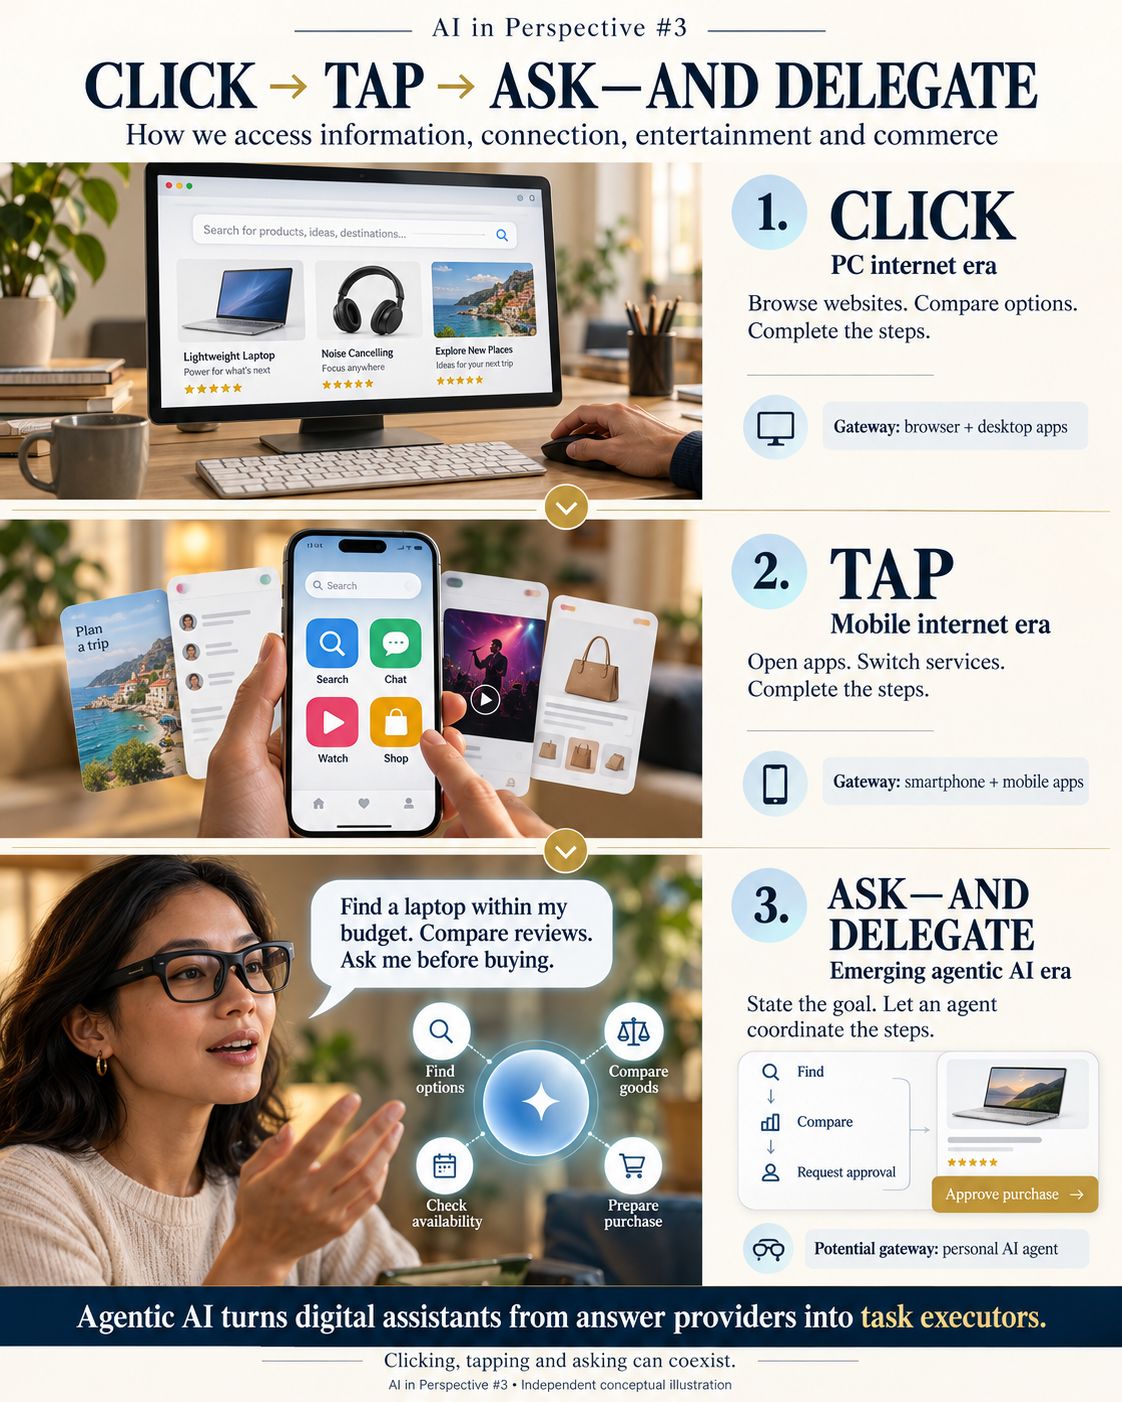 AI in Perspective #3
CLICK → TAP → ASK—AND DELEGATE
How we access information, connection, entertainment and commerce
Search for products, ideas, destinations...
Lightweight Laptop
Power for what's next
Noise Cancelling
Focus anywhere
Explore New Places
Ideas for your next trip
1.
CLICK
PC internet era
Browse websites. Compare options.
Complete the steps.
Gateway: browser + desktop apps
Plan
a trip
Search
Search
Chat
Watch
Shop
2.
TAP
Mobile internet era
Open apps. Switch services.
Complete the steps.
Gateway: smartphone + mobile apps
Find a laptop within my
budget. Compare reviews.
Ask me before buying.
Find
options
Compare
goods
Check
availability
Prepare
purchase
3.
ASK—AND
DELEGATE
Emerging agentic AI era
State the goal. Let an agent
coordinate the steps.
Find
Compare
Request approval
Approve purchase →
Potential gateway: personal AI agent
Agentic AI turns digital assistants from answer providers into task executors.
Clicking, tapping and asking can coexist.
AI in Perspective #3 • Independent conceptual illustration